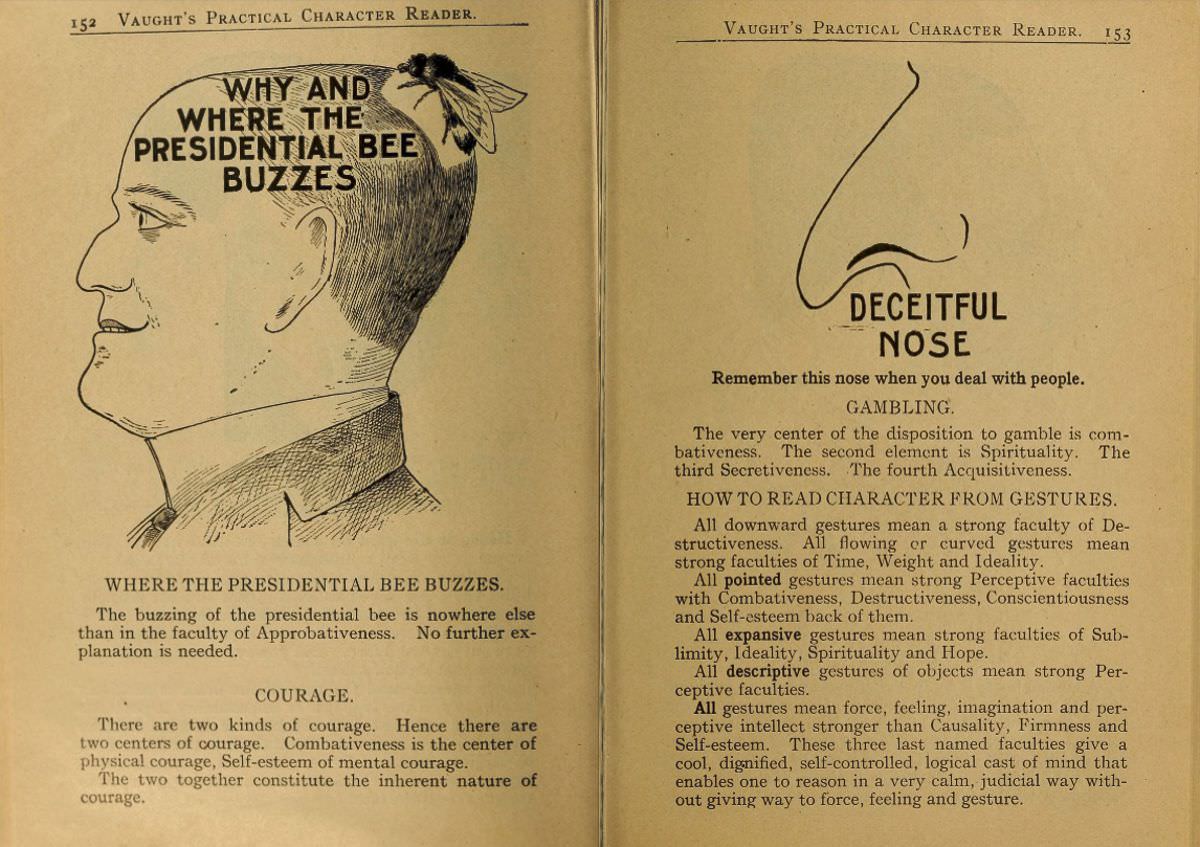 152 VAUGHT'S PRACTICAL CHARACTER READER.
WHY AND
WHERE THE
PRESIDENTIAL BEE
BUZZES
WHERE THE PRESIDENTIAL BEE BUZZES.
The buzzing of the presidential bee is nowhere else
than in the faculty of Approbativeness. No further ex-
planation is needed.
COURAGE.
There are two kinds of courage. Hence there are
two centers of courage. Combativeness is the center of
physical courage, Self-esteem of mental courage.
The two together constitute the inherent nature of
courage.
VAUGHT'S PRACTICAL CHARACTER READER. 153
DECEITFUL
NOSE
Remember this nose when you deal with people.
GAMBLING.
The very center of the disposition to gamble is com-
bativeness. The second element is Spirituality. The
third Secretiveness. The fourth Acquisitiveness.
HOW TO READ CHARACTER FROM GESTURES.
All downward gestures mean a strong faculty of De-
structiveness. All flowing or curved gestures mean
strong faculties of Time, Weight and Ideality.
All pointed gestures mean strong Perceptive faculties
with Combativeness, Destructiveness, Conscientiousness
and Self-esteem back of them.
All expansive gestures mean strong faculties of Sub-
limity, Ideality, Spirituality and Hope.
All descriptive gestures of objects mean strong Per-
ceptive faculties.
All gestures mean force, feeling, imagination and per-
ceptive intellect stronger than Causality, Firmness and
Self-esteem. These three last named faculties give a
cool, dignified, self-controlled, logical cast of mind that
enables one to reason in a very calm, judicial way with-
out giving way to force, feeling and gesture.